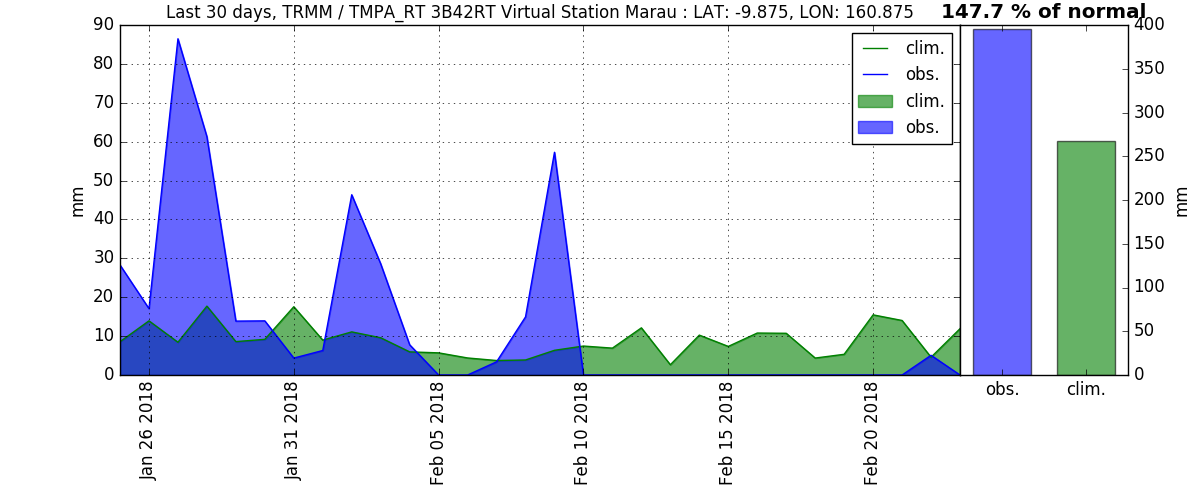 Last 30 days, TRMM / TMPA_RT 3B42RT Virtual Station Marau : LAT: -9.875, LON: 160.875
147.7 % of normal
90
80
70
60
50
40
30
20
10
0
mm
clim.
obs.
clim.
obs.
Jan 26 2018
Jan 31 2018
Feb 05 2018
Feb 10 2018
Feb 15 2018
Feb 20 2018
400
350
300
250
200
150
100
50
0
mm
obs.
clim.